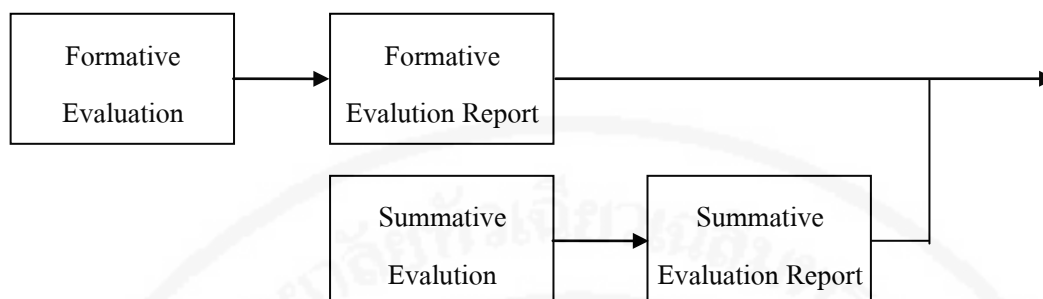 Formative
Evaluation
Formative
Evalution Report
Summative
Evalution
Summative
Evaluation Report